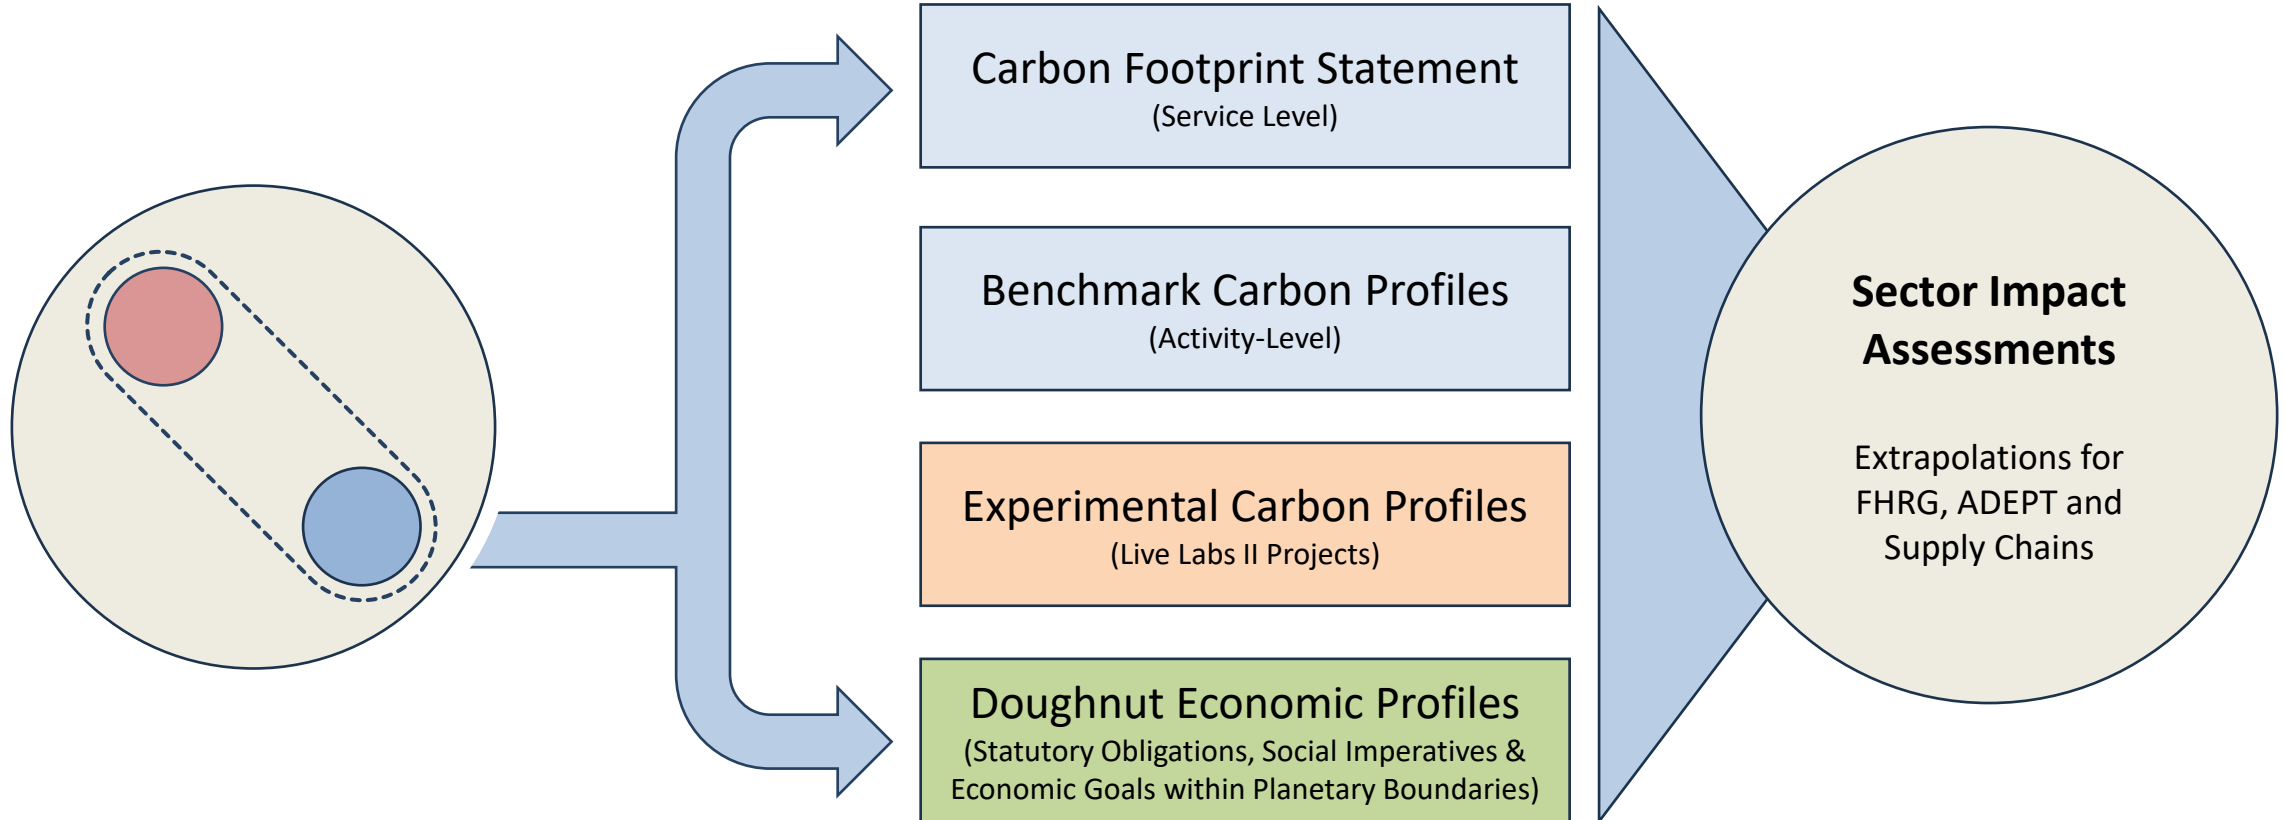 Carbon Footprint Statement
(Service Level)
Benchmark Carbon Profiles
(Activity-Level)
Experimental Carbon Profiles
(Live Labs II Projects)
Doughnut Economic Profiles
(Statutory Obligations, Social Imperatives &
Economic Goals within Planetary Boundaries)
Sector Impact
Assessments
Extrapolations for
FHRG, ADEPT and
Supply Chains